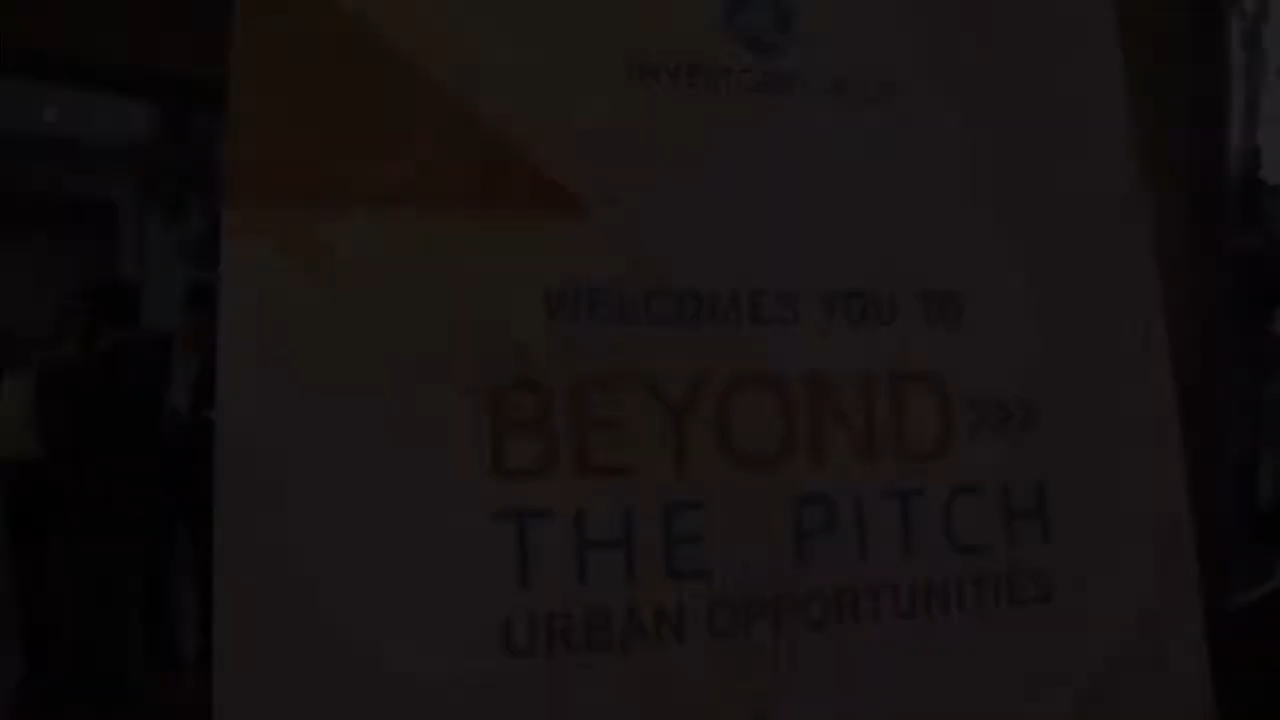 WELCOMES YOU TO
BEYOND >>>
THE PITCH
URBAN OPPORTUNITIES